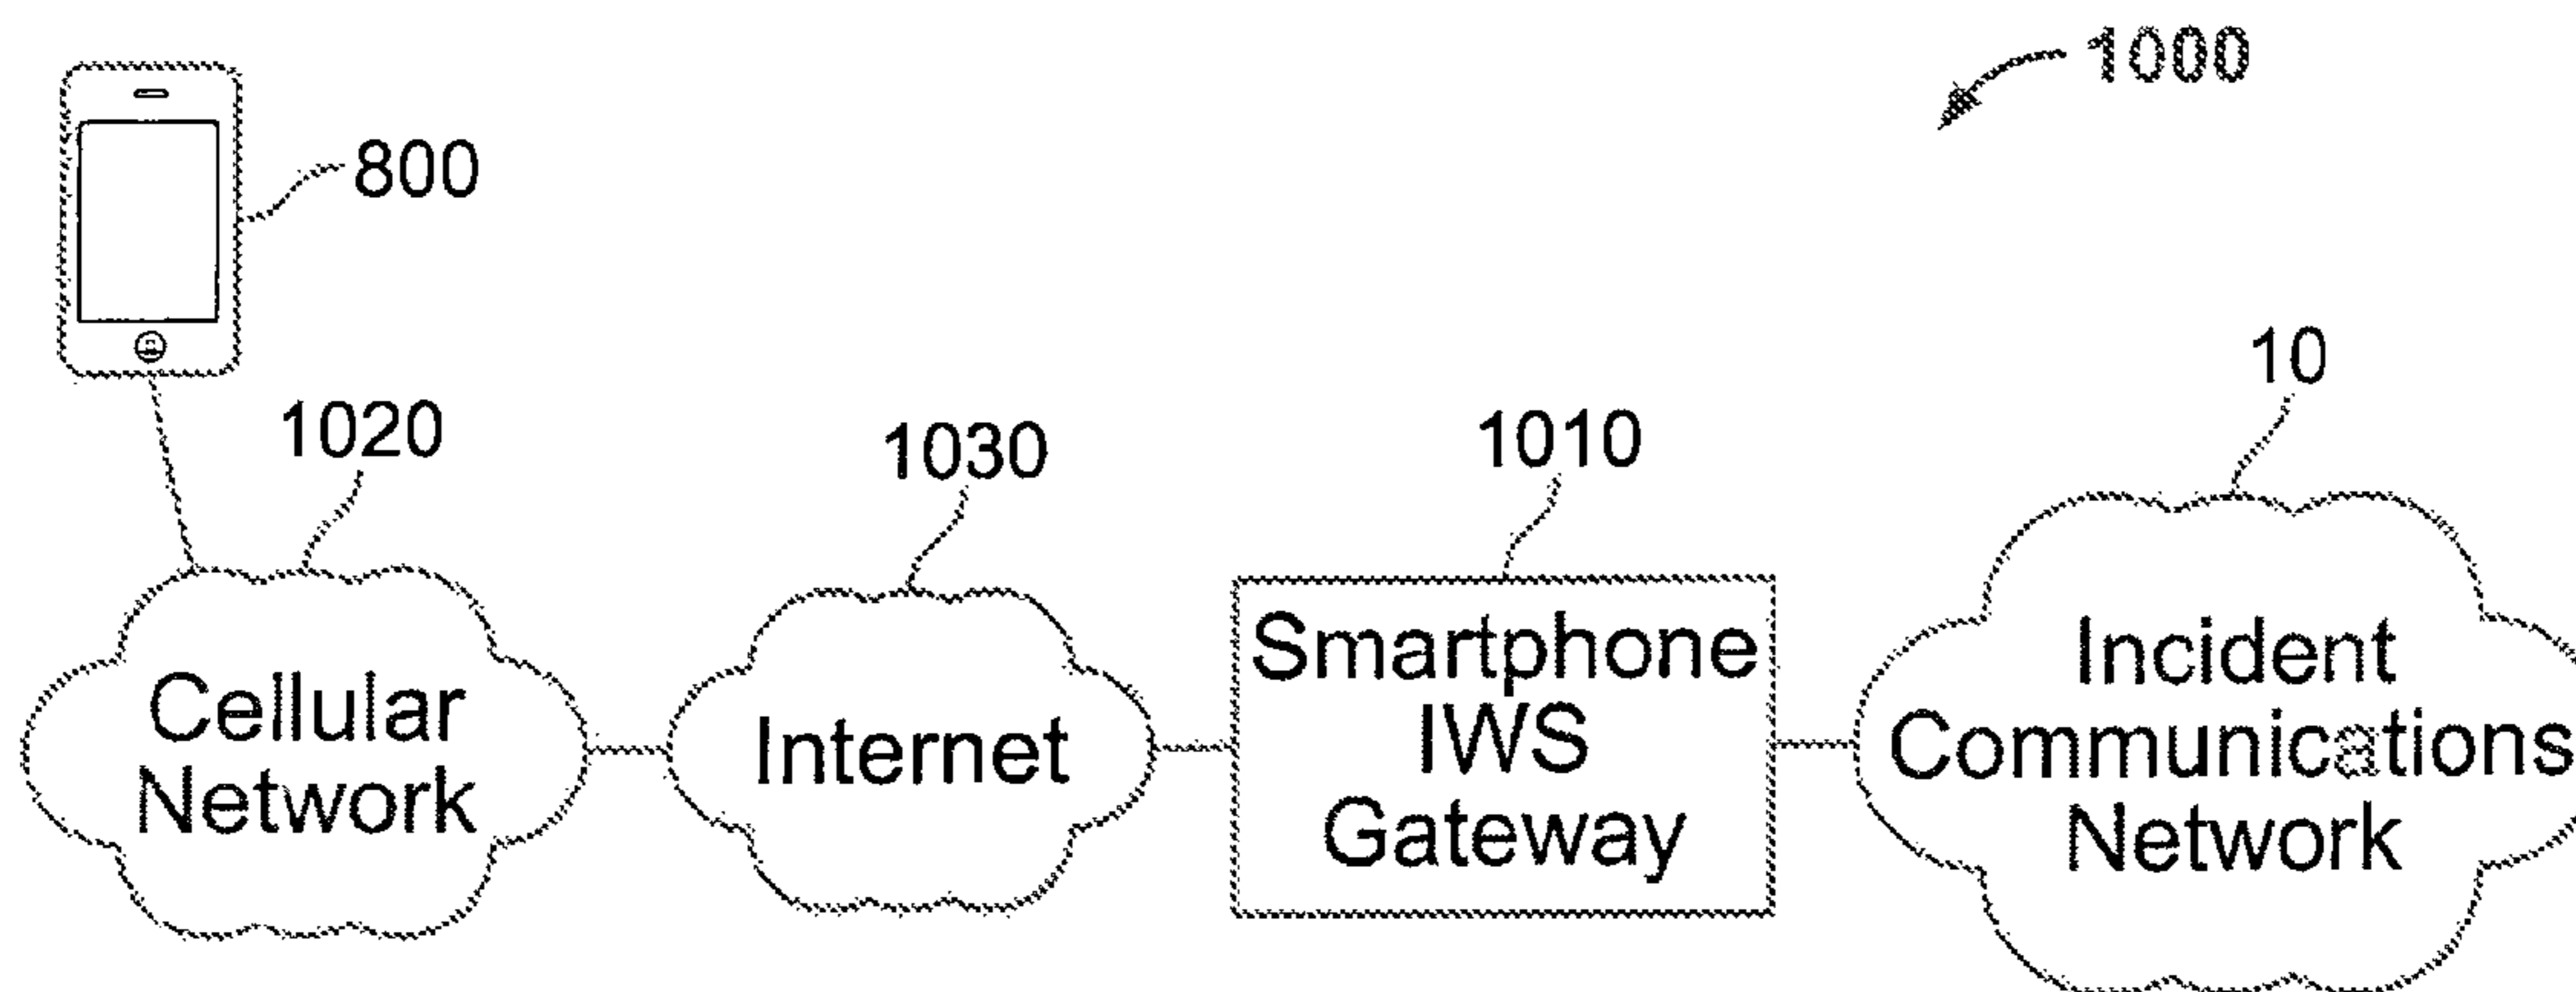 1000
800
1020
1030
1010
10
Cellular
Network
Internet
Smartphone
IWS
Gateway
Incident
Communications
Network